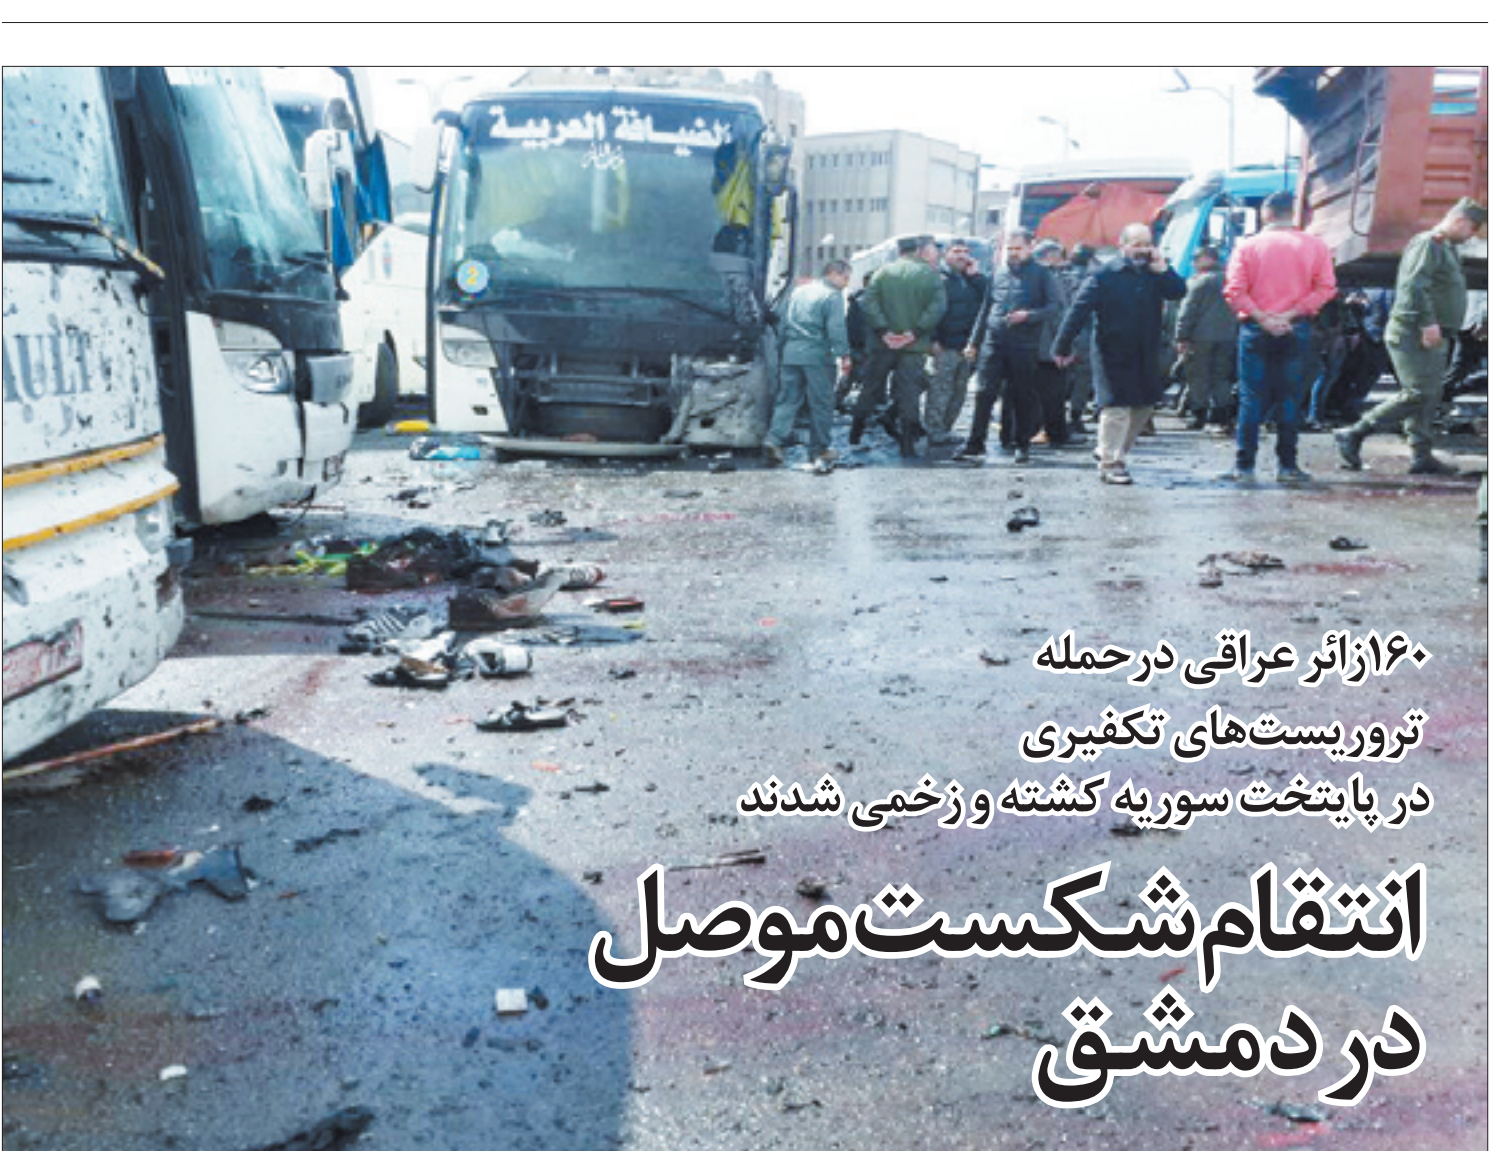 الضيافة العربية
2
۱۶۰زائر عراقی درحمله
تروریست‌های تکفیری
در پایتخت سوریه کشته و زخمی شدند
انتقام شکست موصل
در دمشق